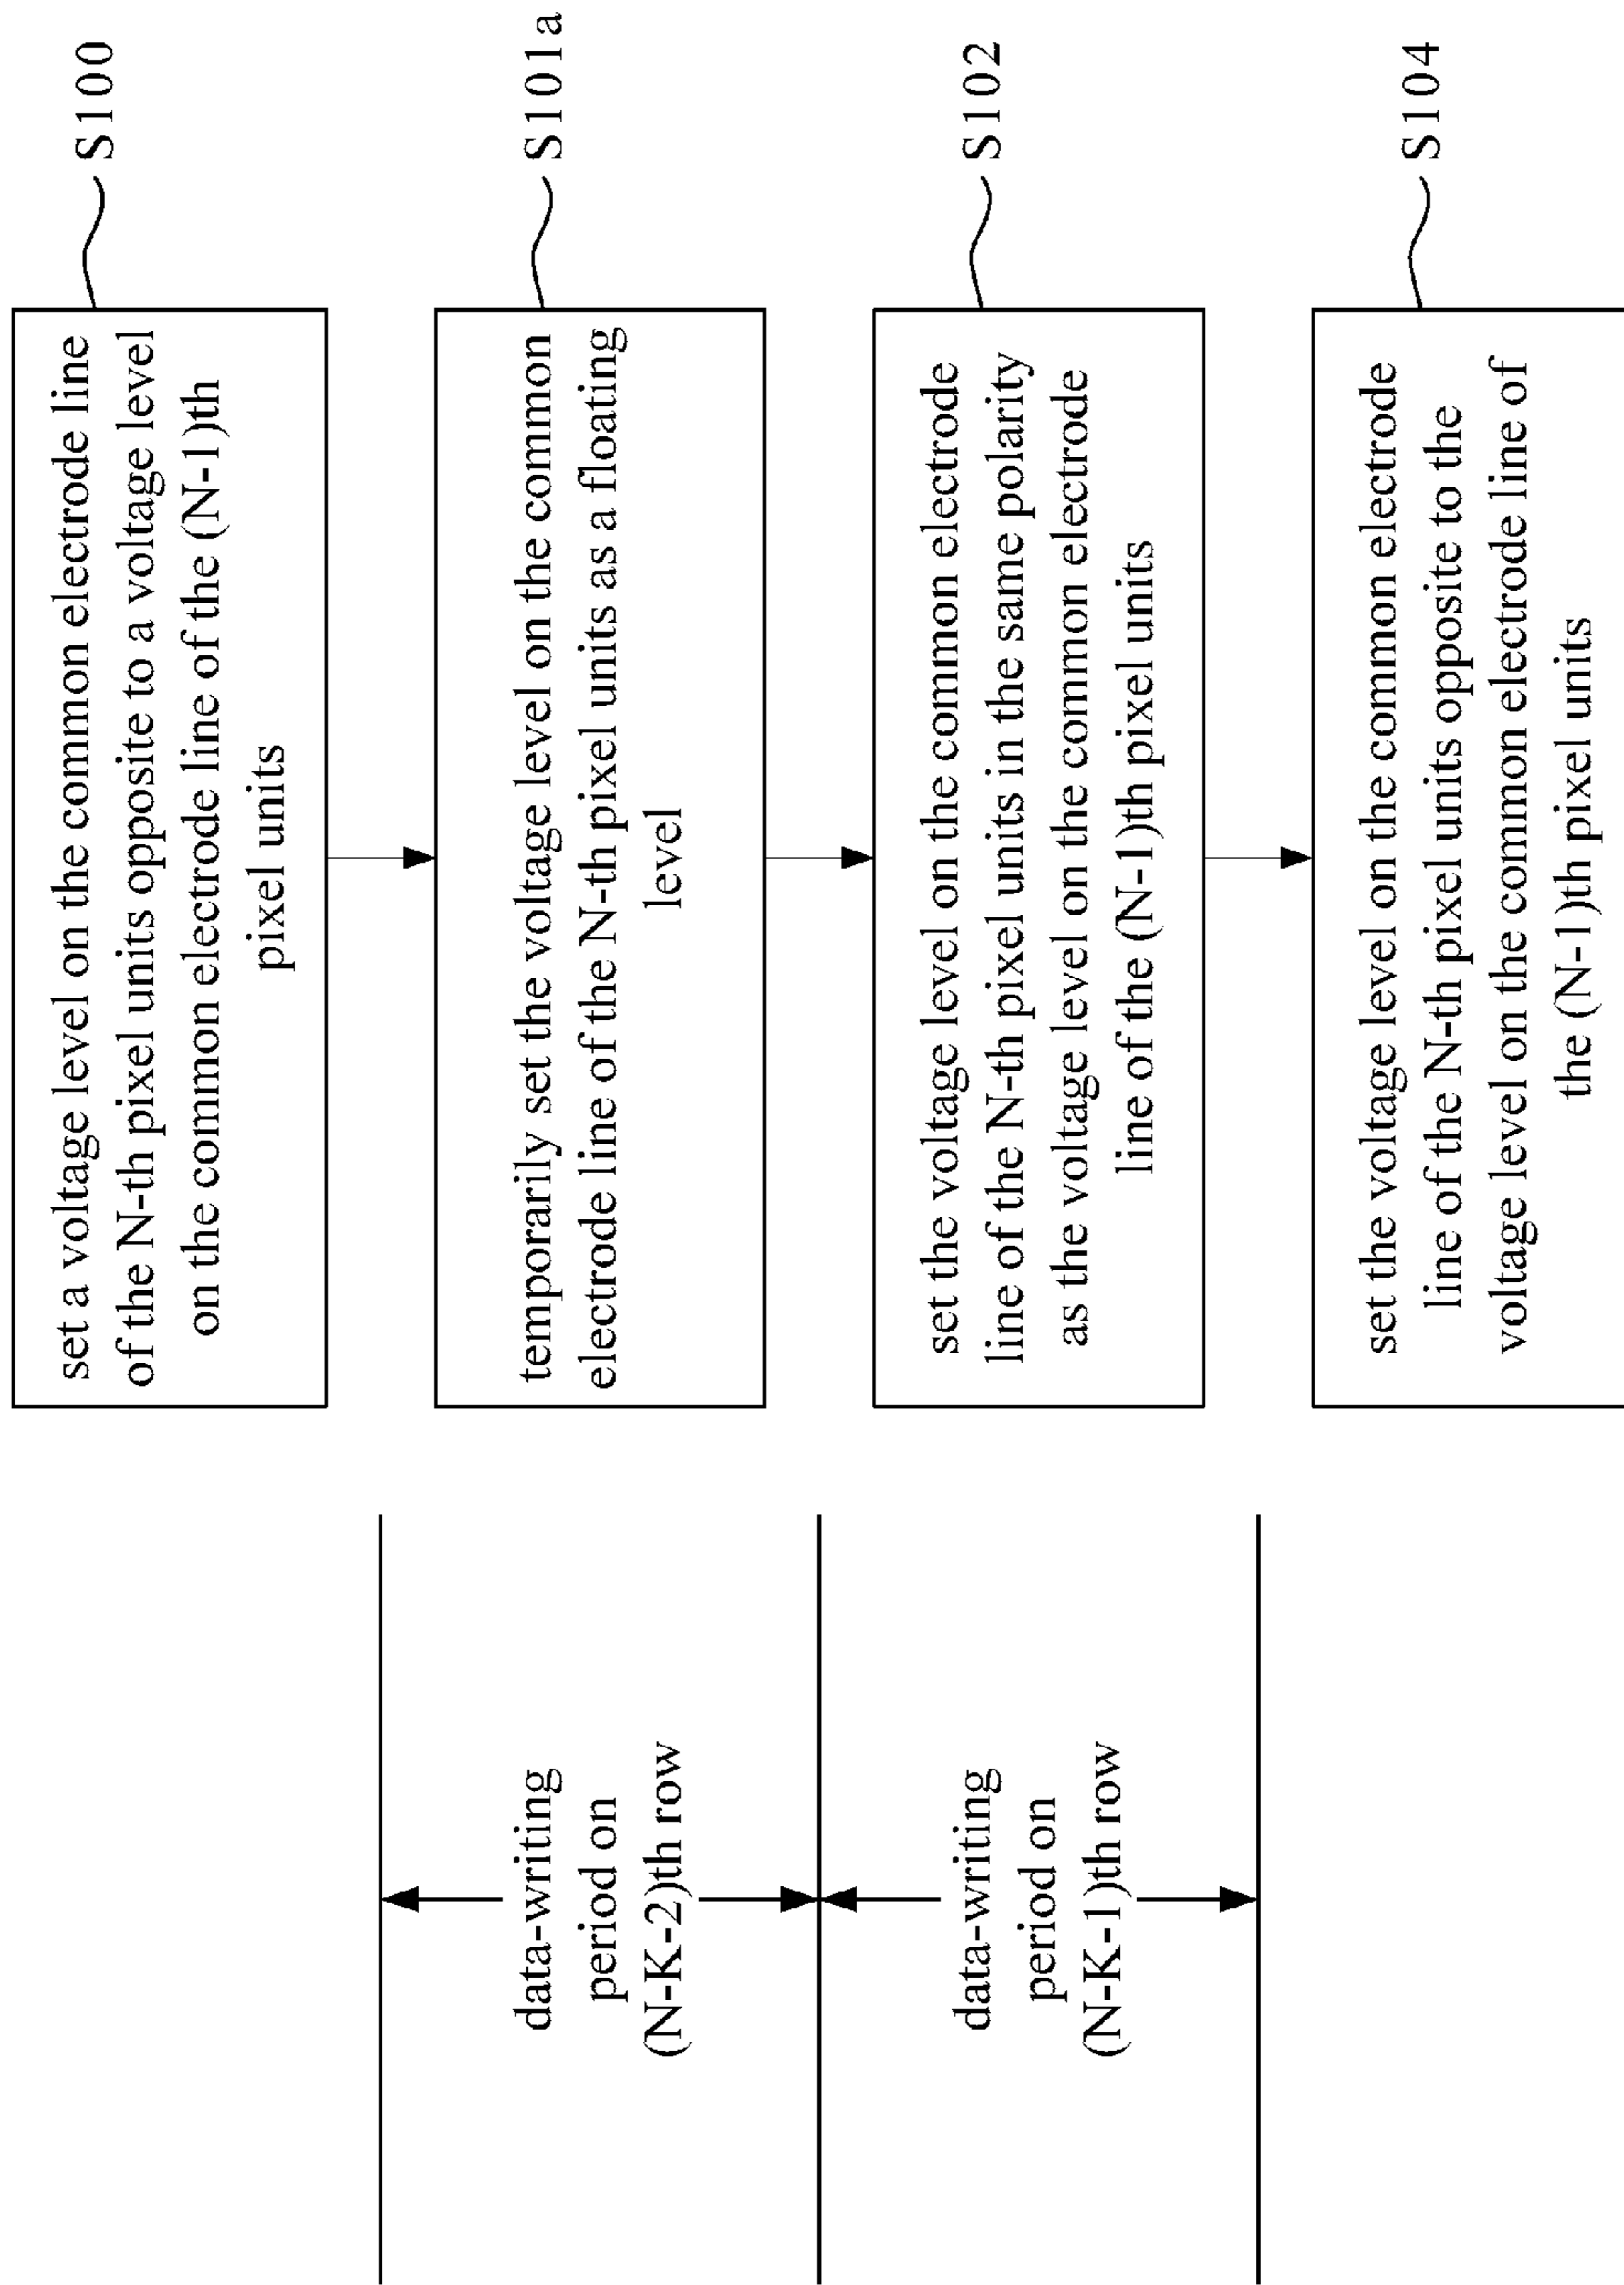 set a voltage level on the common electrode line
of the N-th pixel units opposite to a voltage level
on the common electrode line of the (N-1)th
pixel units
S100
data-writing
period on
(N-K-2)th row
temporarily set the voltage level on the common
electrode line of the N-th pixel units as a floating
level
S101a
data-writing
period on
(N-K-1)th row
set the voltage level on the common electrode
line of the N-th pixel units in the same polarity
as the voltage level on the common electrode
line of the (N-1)th pixel units
S102
set the voltage level on the common electrode
line of the N-th pixel units opposite to the
voltage level on the common electrode line of
the (N-1)th pixel units
S104